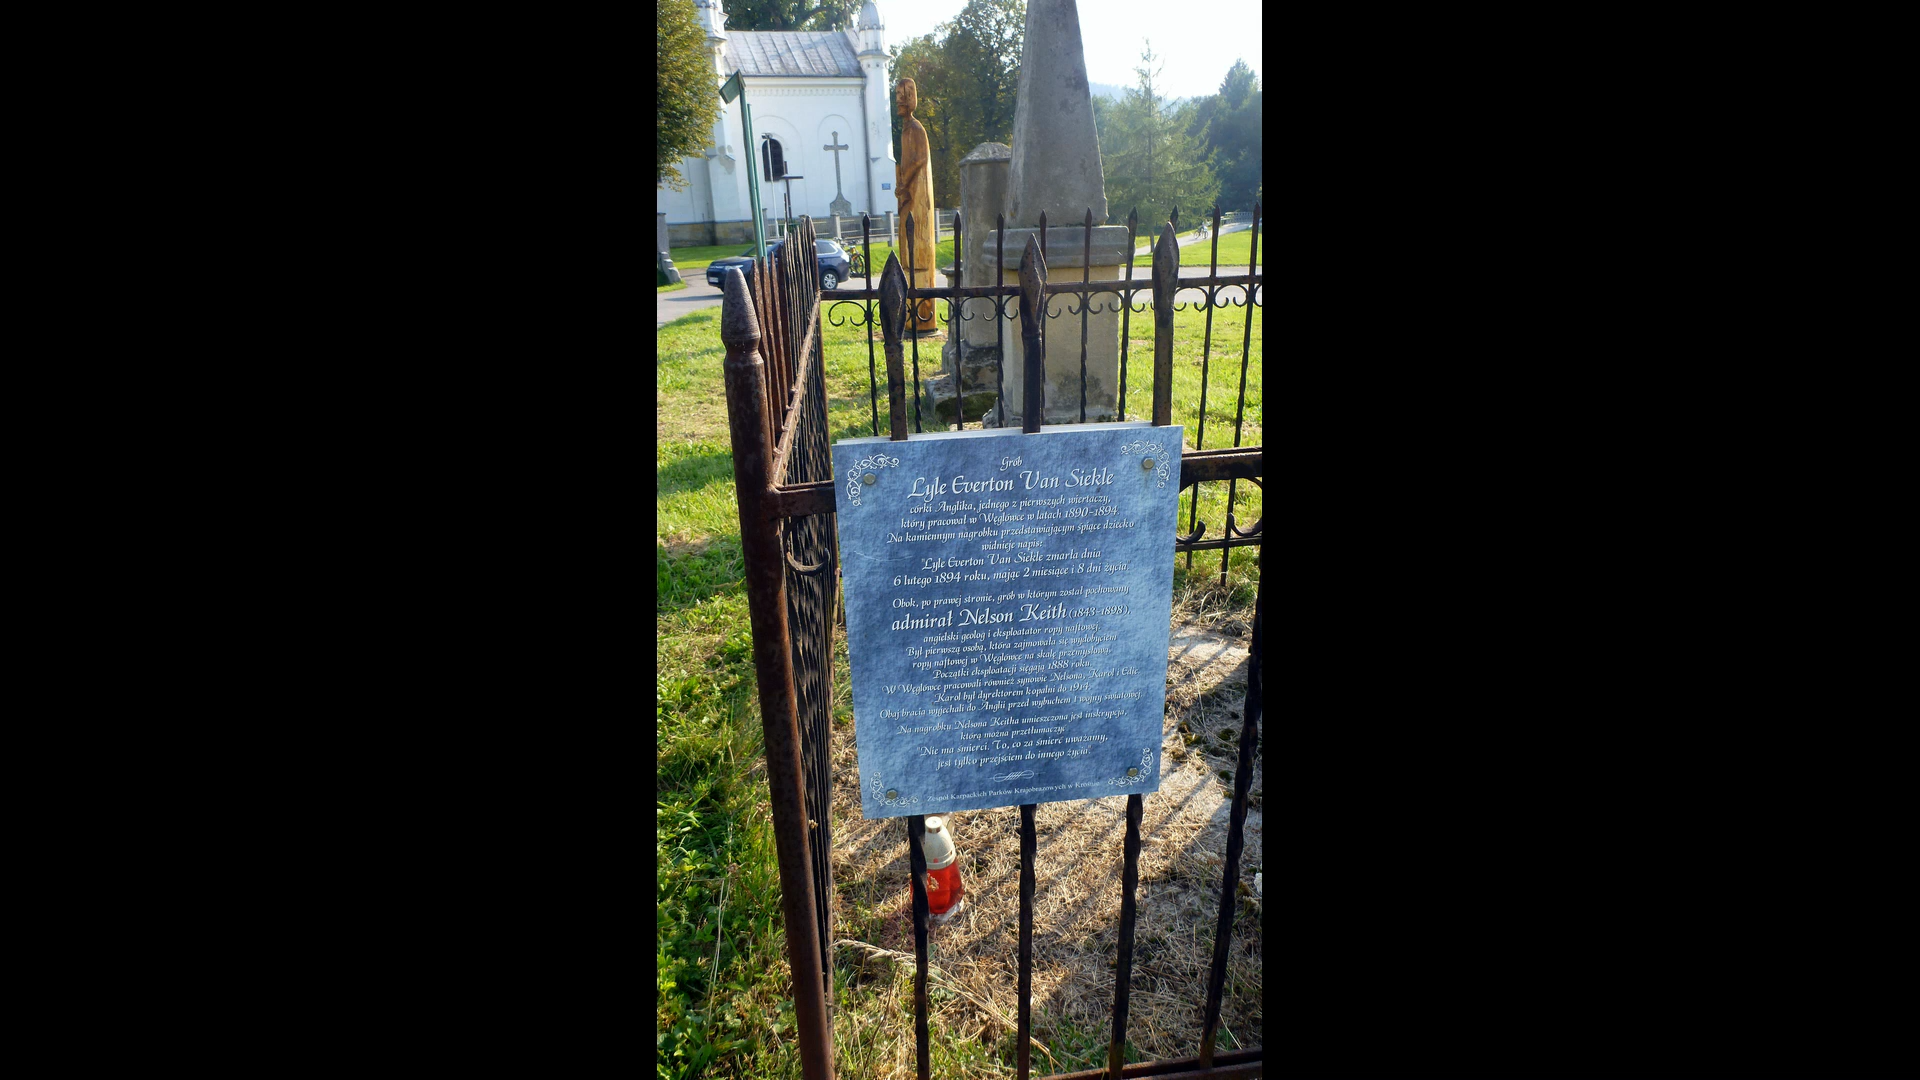 Grób
Lyle Everton Van Siekle
córki Anglika, jednego z pierwszych wiertaczy,
który pracował w Węglówce w latach 1890-1894.
Na kamiennym nagrobku przedstawiającym śpiące dziecko
widnieje napis:
"Lyle Everton Van Siekle zmarła dnia
6 lutego 1894 roku, mając 2 miesiące i 8 dni życia"
Obok, po prawej stronie, grób w którym został pochowany
admirał Nelson Keith (1843-1898),
angielski geolog i eksploatator ropy naftowej.
Był pierwszą osobą, która zajmowała się wydobyciem
ropy naftowej w Węglówce na skalę przemysłową.
Początki eksploatacji sięgają 1888 roku.
W Węglówce pracowali również synowie Nelsona, Karol i Edje.
Karol był dyrektorem kopalni do 1914.
Obaj bracia wyjechali do Anglii przed wybuchem I wojny światowej.
Na nagrobku Nelsona Keitha umieszczona jest inskrypcja,
którą można przetłumaczyć:
"Nie ma śmierci. To, co za śmierć uważamy,
jest tylko przejściem do innego życia."
Zespół Karpackich Parków Krajobrazowych w Krośnie